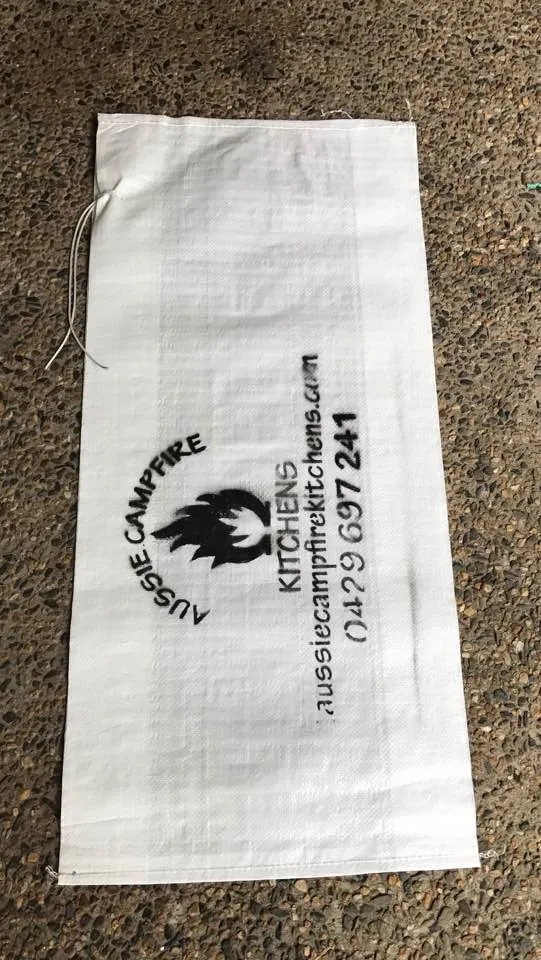 AUSSIE CAMPFIRE
KITCHENS
aussiecampfirekitchens.com
0429 697 241